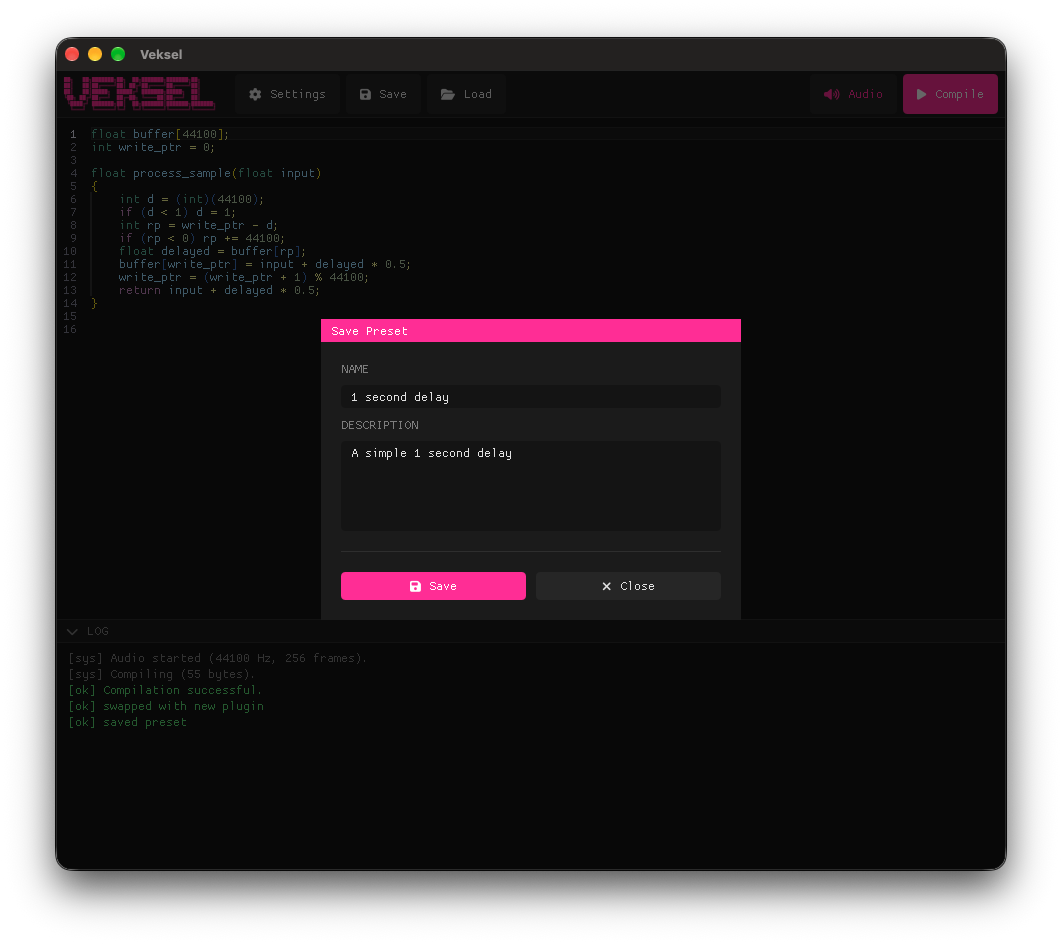 Veksel
VEKSEL
Settings
Save
Load
Audio
Compile
1 float buffer[44100];
2 int write_ptr = 0;
3
4 float process_sample(float input)
5 {
6 int d = (int)(44100);
7 if (d < 1) d = 1;
8 int rp = write_ptr - d;
9 if (rp < 0) rp += 44100;
10 float delayed = buffer[rp];
11 buffer[write_ptr] = input + delayed * 0.5;
12 write_ptr = (write_ptr + 1) % 44100;
13 return input + delayed * 0.5;
14 }
15
16
Save Preset
NAME
1 second delay
DESCRIPTION
A simple 1 second delay
Save
Close
LOG
[sys] Audio started (44100 Hz, 256 frames).
[sys] Compiling (55 bytes).
[ok] Compilation successful.
[ok] swapped with new plugin
[ok] saved preset